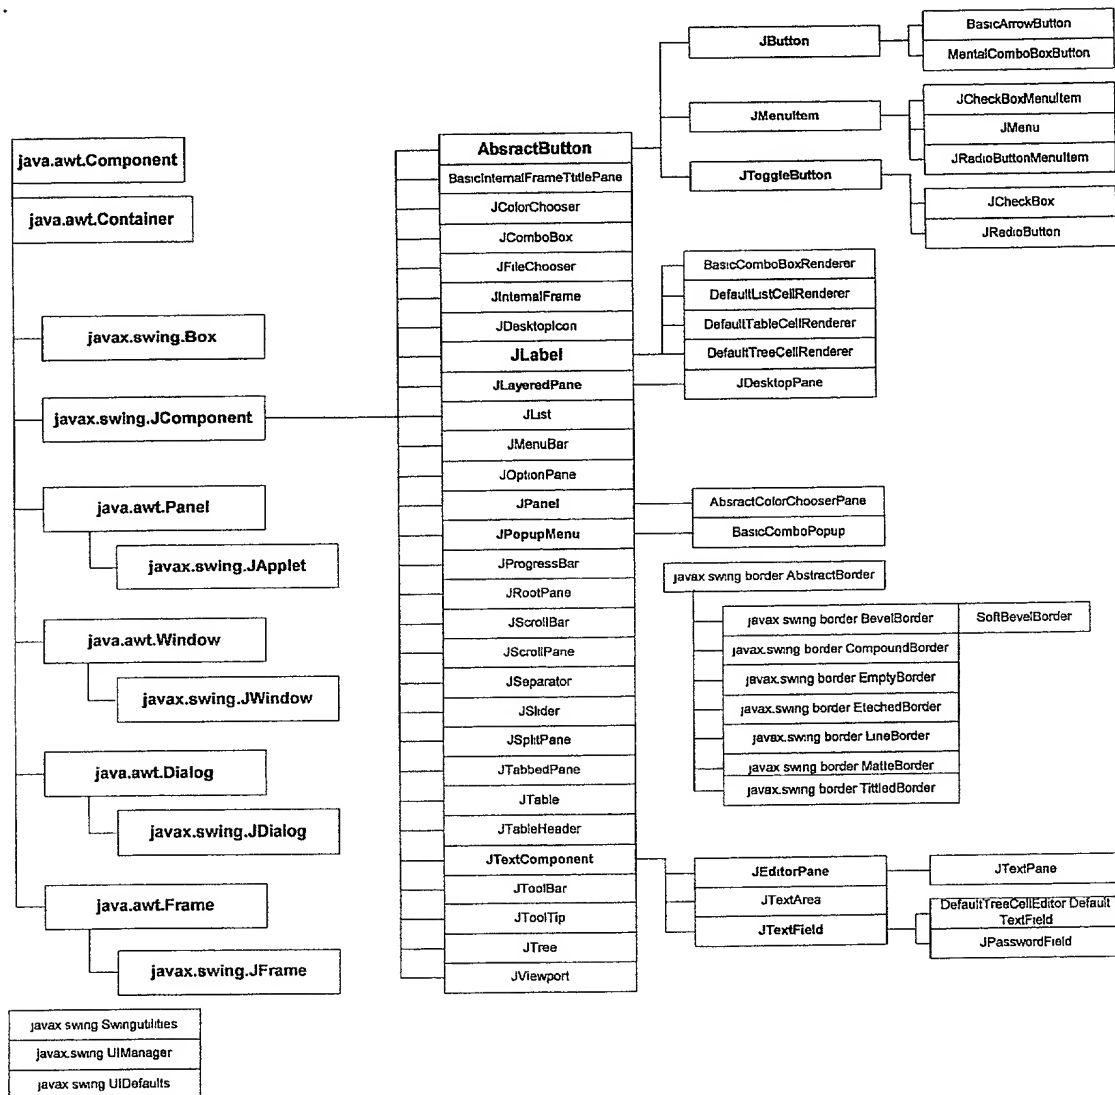 java.awt.Component
java.awt.Container
javax.swing.Box
javax.swing.JComponent
java.awt.Panel
javax.swing.JApplet
java.awt.Window
javax.swing.JWindow
java.awt.Dialog
javax.swing.JDialog
java.awt.Frame
javax.swing.JFrame
javax swing Swingutilities
javax.swing UIManager
javax swing UIDefaults
AbsractButton
BasicInternalFrameTtitlePane
JColorChooser
JComboBox
JFileChooser
JInternalFrame
JDesktopIcon
JLabel
JLayeredPane
JList
JMenuBar
JOptionPane
JPanel
JPopupMenu
JProgressBar
JRootPane
JScrollBar
JScrollPane
JSeparator
JSlider
JSplitPane
JTabbedPane
JTable
JTableHeader
JTextComponent
JToolBar
JToolTip
JTree
JViewport
JButton
JMenuItem
JToggleButton
BasicArrowButton
MentalComboBoxButton
JCheckBoxMenuItem
JMenu
JRadioButtonMenuItem
JCheckBox
JRadioButton
BasicComboBoxRenderer
DefaultListCellRenderer
DefaultTableCellRenderer
DefaultTreeCellRenderer
JDesktopPane
AbsractColorChooserPane
BasicComboPopup
javax swing border AbstractBorder
javax swing border BevelBorder
SoftBevelBorder
javax.swing border CompoundBorder
javax.swing border EmptyBorder
javax.swing border EtechedBorder
javax.swing border LineBorder
javax swing border MatteBorder
javax.swing border TittledBorder
JEditorPane
JTextArea
JTextField
JTextPane
DefaultTreeCellEditor Default
TextField
JPasswordField